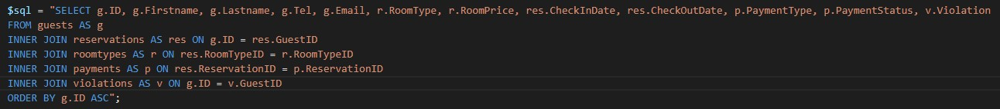 $sql = "SELECT g.ID, g.Firstname, g.Lastname, g.Tel, g.Email, r.RoomType, r.RoomPrice, res.CheckInDate, res.CheckOutDate, p.PaymentType, p.PaymentStatus, v.Violation
FROM guests AS g
INNER JOIN reservations AS res ON g.ID = res.GuestID
INNER JOIN roomtypes AS r ON res.RoomTypeID = r.RoomTypeID
INNER JOIN payments AS p ON res.ReservationID = p.ReservationID
INNER JOIN violations AS v ON g.ID = v.GuestID
ORDER BY g.ID ASC";